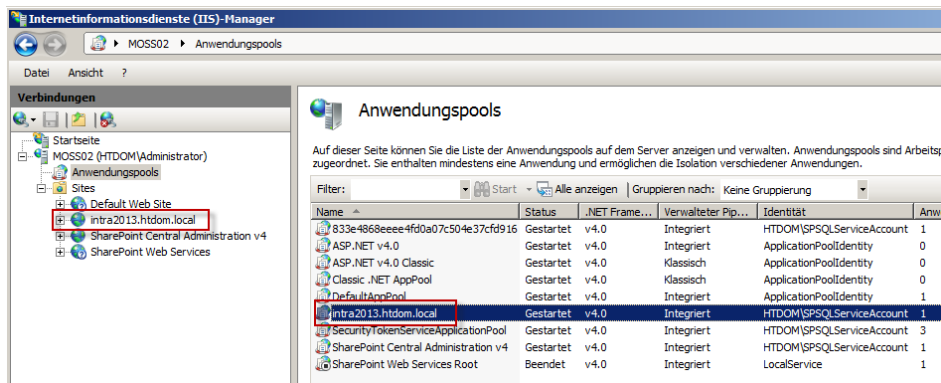 Internetinformationsdienste (IIS)-Manager
MOSS02 Anwendungspools
Datei Ansicht ?
Verbindungen
Startseite
MOSS02 (HTDOM\Administrator)
Anwendungspools
Sites
Default Web Site
intra2013.htdom.local
SharePoint Central Administration v4
SharePoint Web Services
Anwendungspools
Auf dieser Seite können Sie die Liste der Anwendungspools auf dem Server anzeigen und verwalten. Anwendungspools sind Arbeitsp
zugeordnet. Sie enthalten mindestens eine Anwendung und ermöglichen die Isolation verschiedener Anwendungen.
Filter: Start Alle anzeigen Gruppieren nach: Keine Gruppierung
Name Status .NET Frame... Verwalteter Pip... Identität Anw
833e4868eeee4fd0a07c504e37cfd916 Gestartet v4.0 Integriert HTDOM\SPSQLServiceAccount 1
ASP.NET v4.0 Gestartet v4.0 Integriert ApplicationPoolIdentity 0
ASP.NET v4.0 Classic Gestartet v4.0 Klassisch ApplicationPoolIdentity 0
Classic .NET AppPool Gestartet v4.0 Klassisch ApplicationPoolIdentity 0
DefaultAppPool Gestartet v4.0 Integriert ApplicationPoolIdentity 1
intra2013.htdom.local Gestartet v4.0 Integriert HTDOM\SPSQLServiceAccount 1
SecurityTokenServiceApplicationPool Gestartet v4.0 Integriert HTDOM\SPSQLServiceAccount 3
SharePoint Central Administration v4 Gestartet v4.0 Integriert HTDOM\SPSQLServiceAccount 1
SharePoint Web Services Root Beendet v4.0 Integriert LocalService 1